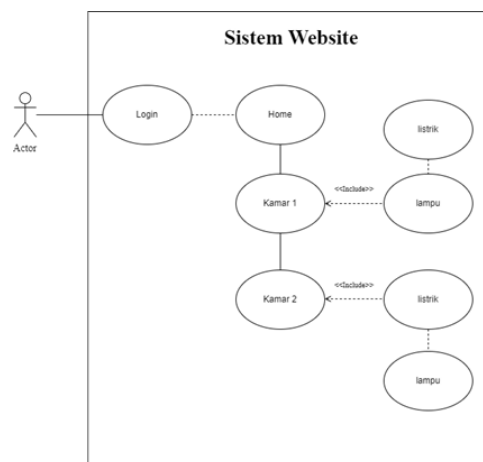 Sistem Website
Login
Home
listrik
Actor
Kamar 1
<<Include>>
lampu
Kamar 2
<<Include>>
listrik
lampu